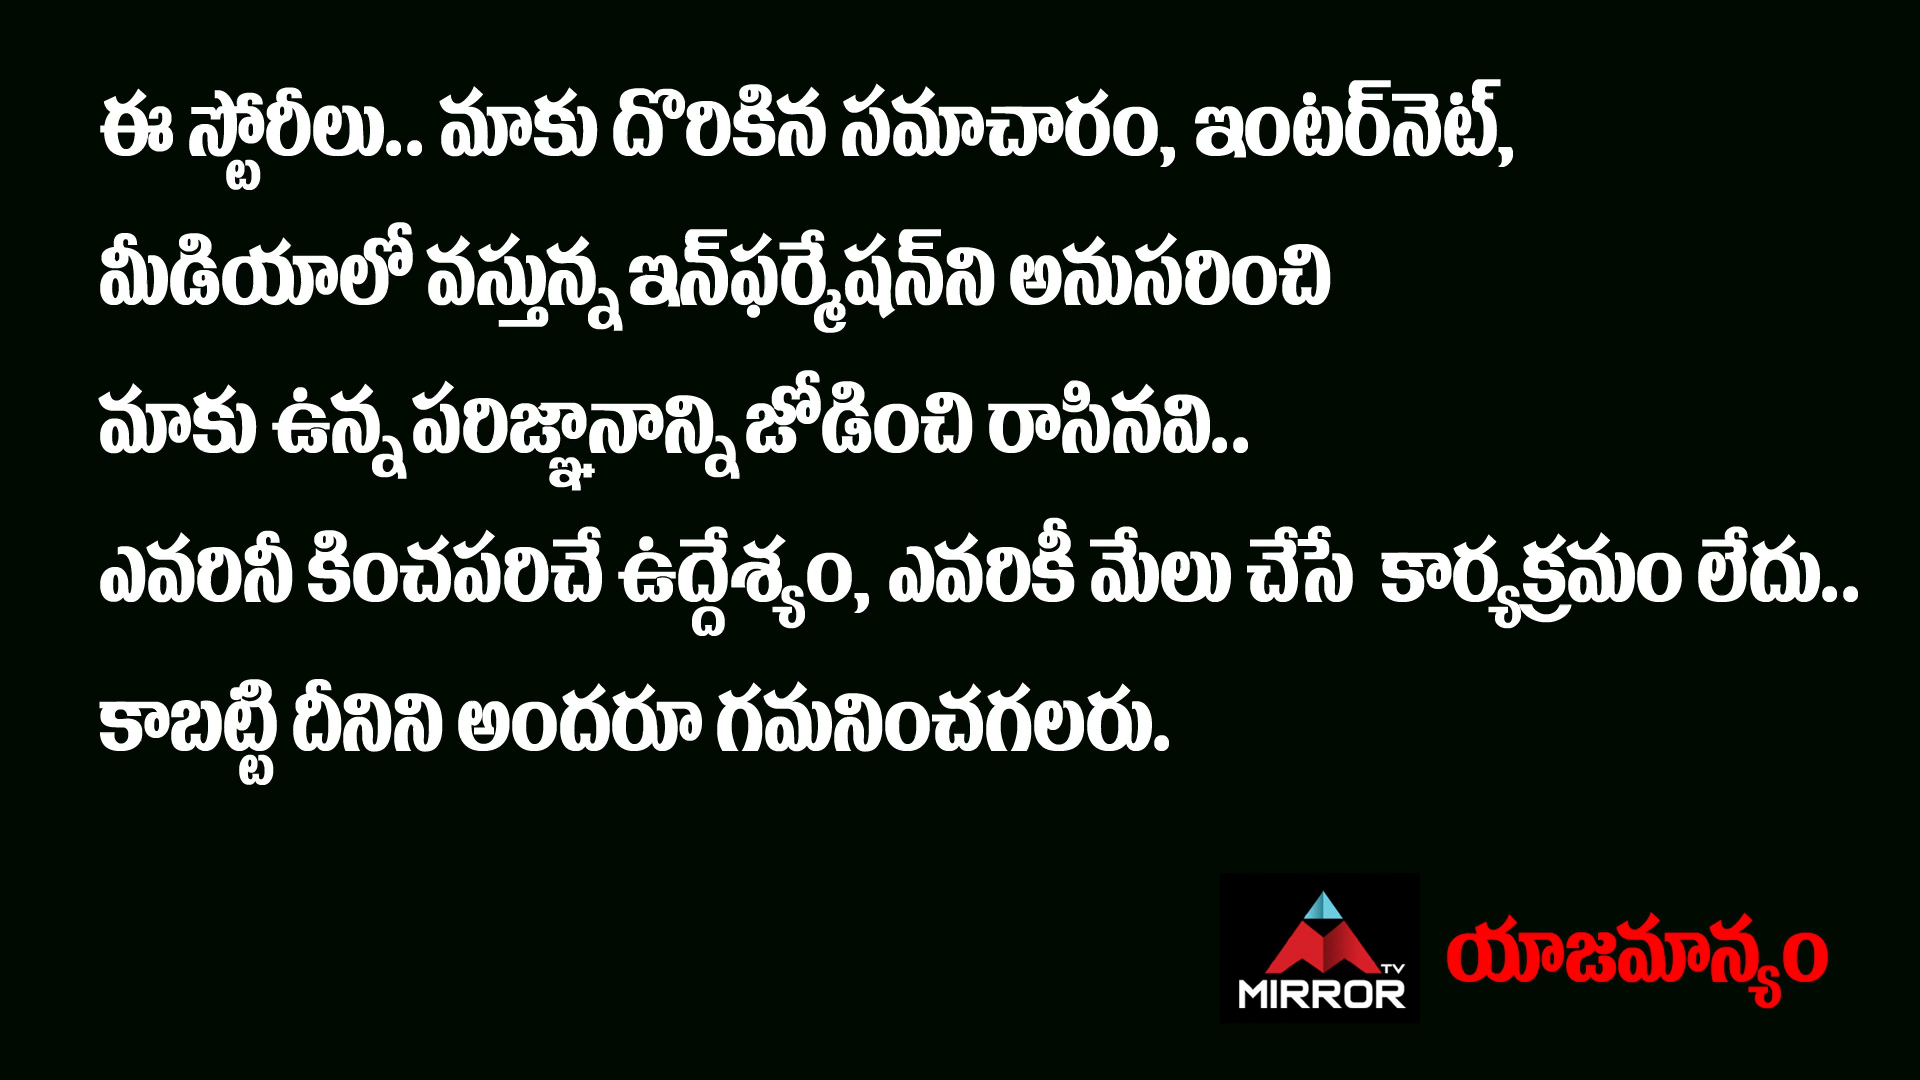 ఈ స్టోరీలు.. మాకు దొరికిన సమాచారం, ఇంటర్‌నెట్,
మీడియాలో వస్తున్న ఇన్‌ఫర్మేషన్‌ని అనుసరించి
మాకు ఉన్న పరిజ్ఞానాన్ని జోడించి రాసినవి..
ఎవరినీ కించపరిచే ఉద్దేశ్యం, ఎవరికీ మేలు చేసే కార్యక్రమం లేదు..
కాబట్టి దీనిని అందరూ గమనించగలరు.
TV
MIRROR
యాజమాన్యం